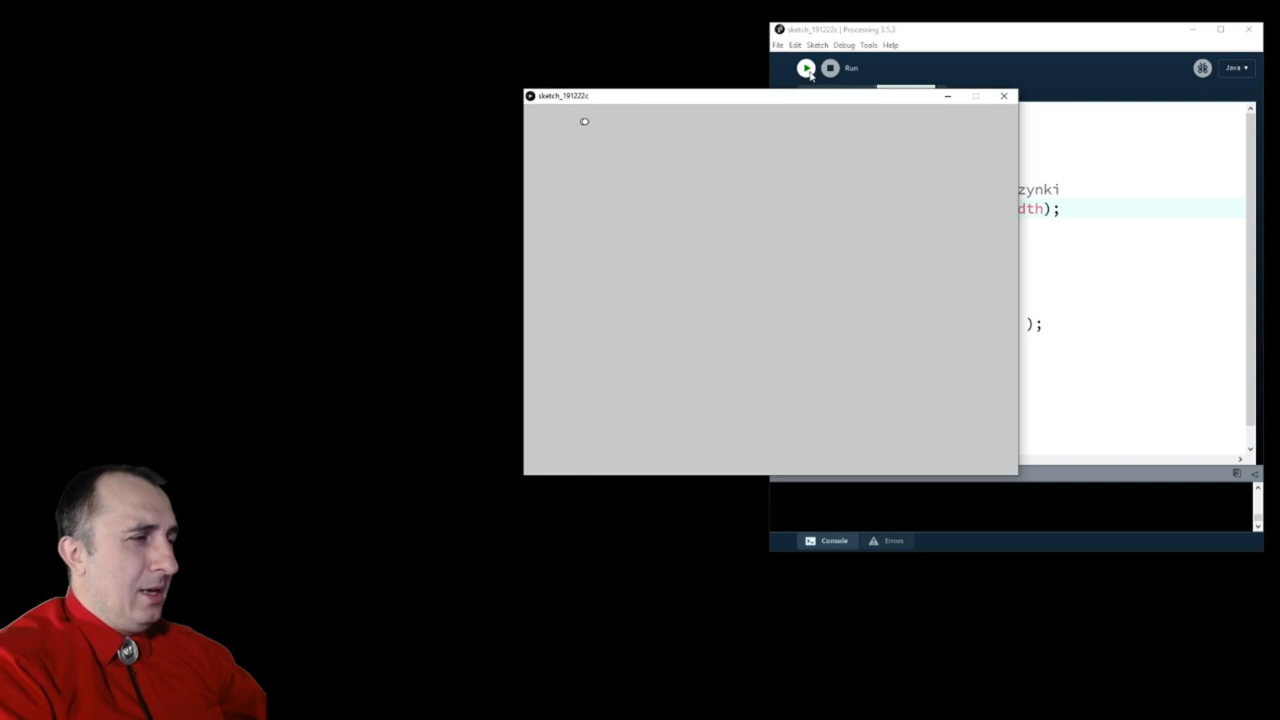 sketch_191222c | Processing 3.5.3
File Edit Sketch Debug Tools Help
Run
Java
sketch_191222c
zynki
dth);
);
Console
Errors